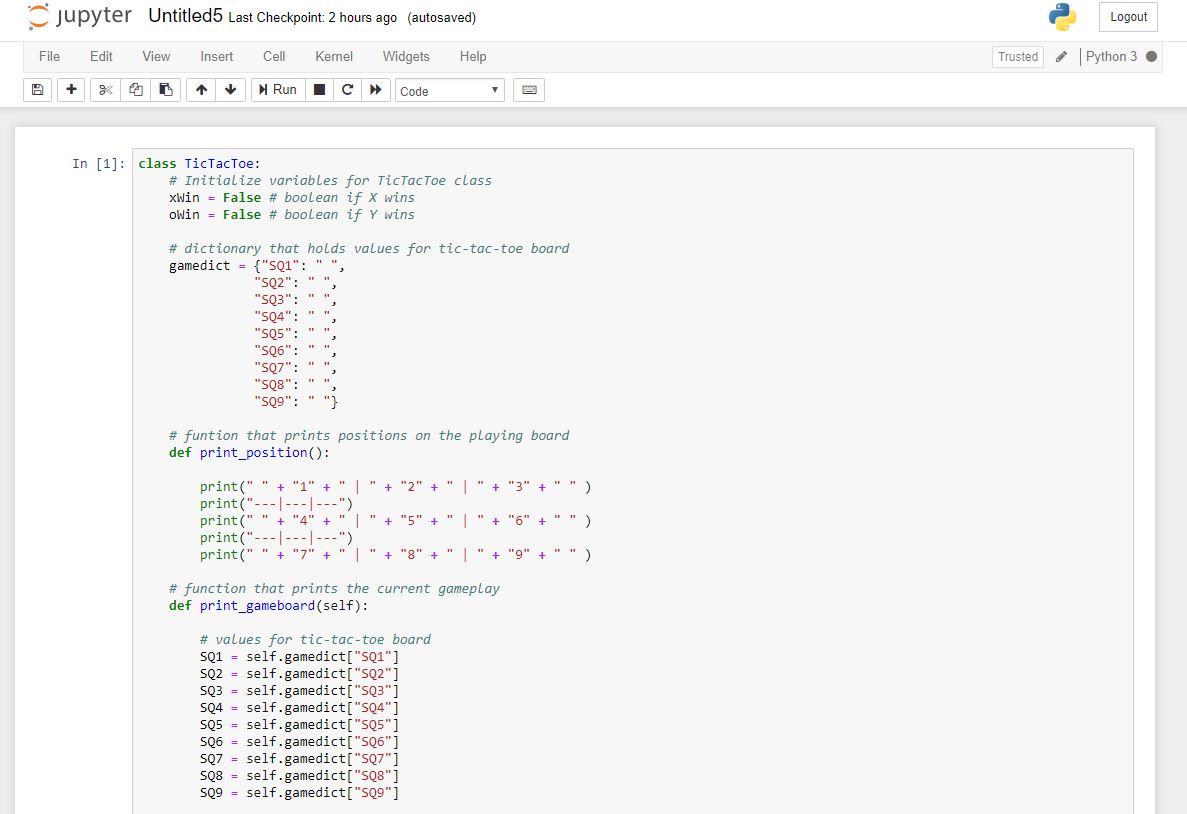 jupyter Untitled5 Last Checkpoint: 2 hours ago (autosaved) Logout
File Edit View Insert Cell Kernel Widgets Help Trusted Python 3
Run Code
In [1]: class TicTacToe:
    # Initialize variables for TicTacToe class
    xWin = False # boolean if X wins
    oWin = False # boolean if Y wins

    # dictionary that holds values for tic-tac-toe board
    gamedict = {"SQ1": " ",
               "SQ2": " ",
               "SQ3": " ",
               "SQ4": " ",
               "SQ5": " ",
               "SQ6": " ",
               "SQ7": " ",
               "SQ8": " ",
               "SQ9": " "}

    # funtion that prints positions on the playing board
    def print_position():

        print(" " + "1" + " | " + "2" + " | " + "3" + " " )
        print("---|---|---")
        print(" " + "4" + " | " + "5" + " | " + "6" + " " )
        print("---|---|---")
        print(" " + "7" + " | " + "8" + " | " + "9" + " " )

    # function that prints the current gameplay
    def print_gameboard(self):

        # values for tic-tac-toe board
        SQ1 = self.gamedict["SQ1"]
        SQ2 = self.gamedict["SQ2"]
        SQ3 = self.gamedict["SQ3"]
        SQ4 = self.gamedict["SQ4"]
        SQ5 = self.gamedict["SQ5"]
        SQ6 = self.gamedict["SQ6"]
        SQ7 = self.gamedict["SQ7"]
        SQ8 = self.gamedict["SQ8"]
        SQ9 = self.gamedict["SQ9"]